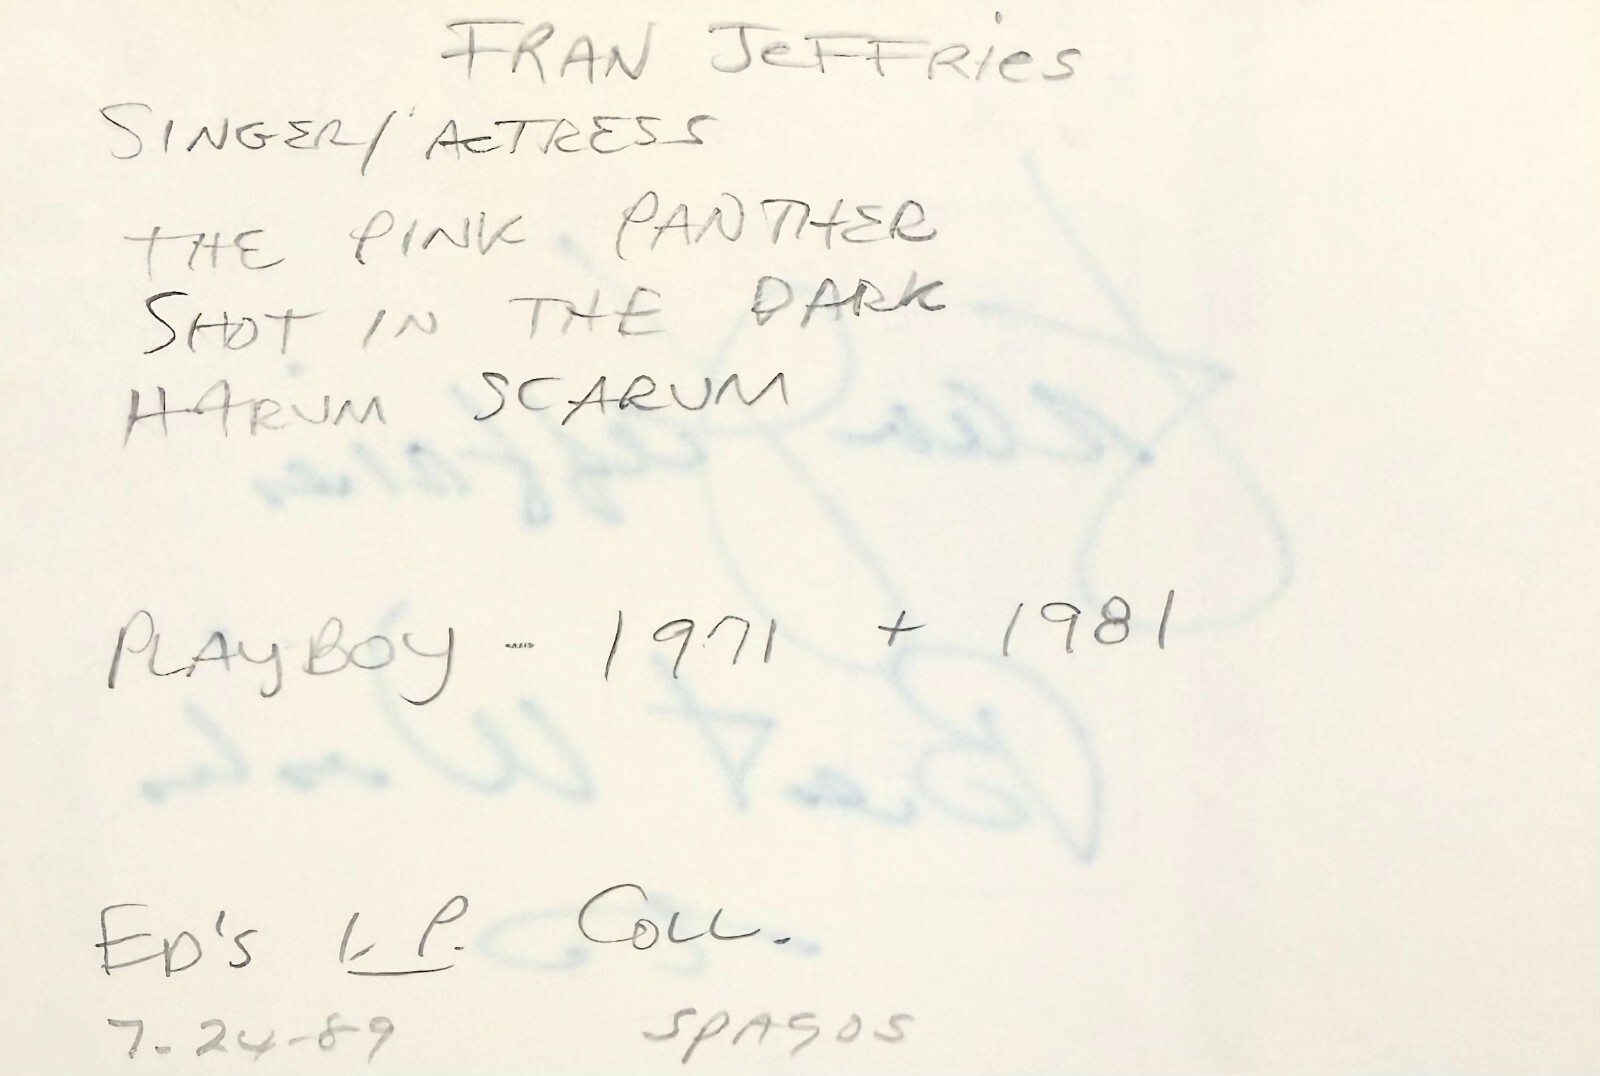 FRAN JEFFRIES
SINGER/ACTRESS
THE PINK PANTHER
SHOT IN THE DARK
HARUM SCARUM
PLAYBOY - 1971 + 1981
ED'S I.P. COLL.
7-24-89 SPAGOS